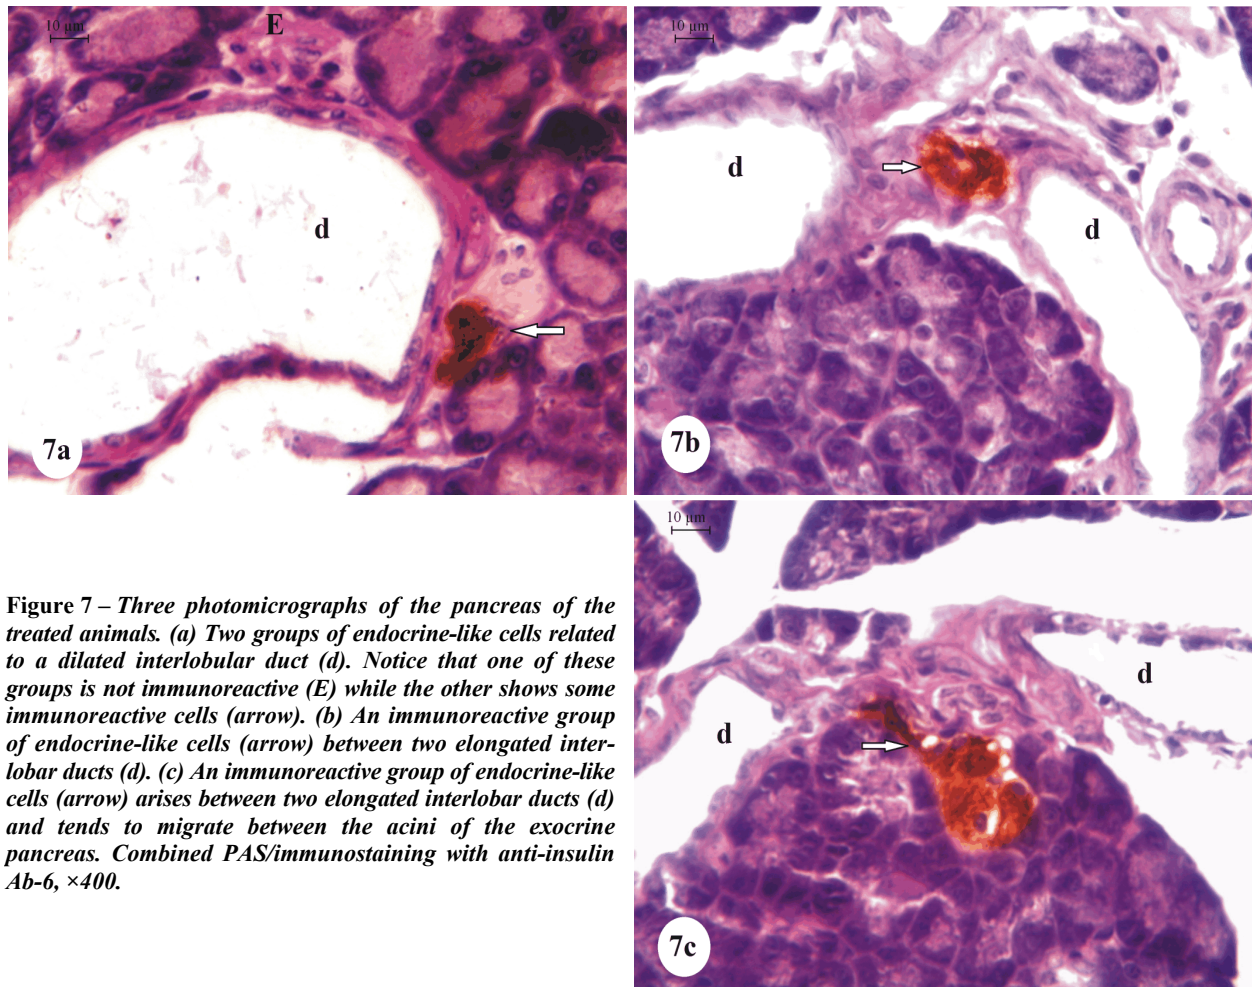 10 µm
E
d
7a
10 µm
d
d
7b
10 µm
d
d
7c
Figure 7 – Three photomicrographs of the pancreas of the
treated animals. (a) Two groups of endocrine-like cells related
to a dilated interlobular duct (d). Notice that one of these
groups is not immunoreactive (E) while the other shows some
immunoreactive cells (arrow). (b) An immunoreactive group
of endocrine-like cells (arrow) between two elongated inter-
lobar ducts (d). (c) An immunoreactive group of endocrine-like
cells (arrow) arises between two elongated interlobar ducts (d)
and tends to migrate between the acini of the exocrine
pancreas. Combined PAS/immunostaining with anti-insulin
Ab-6, ×400.